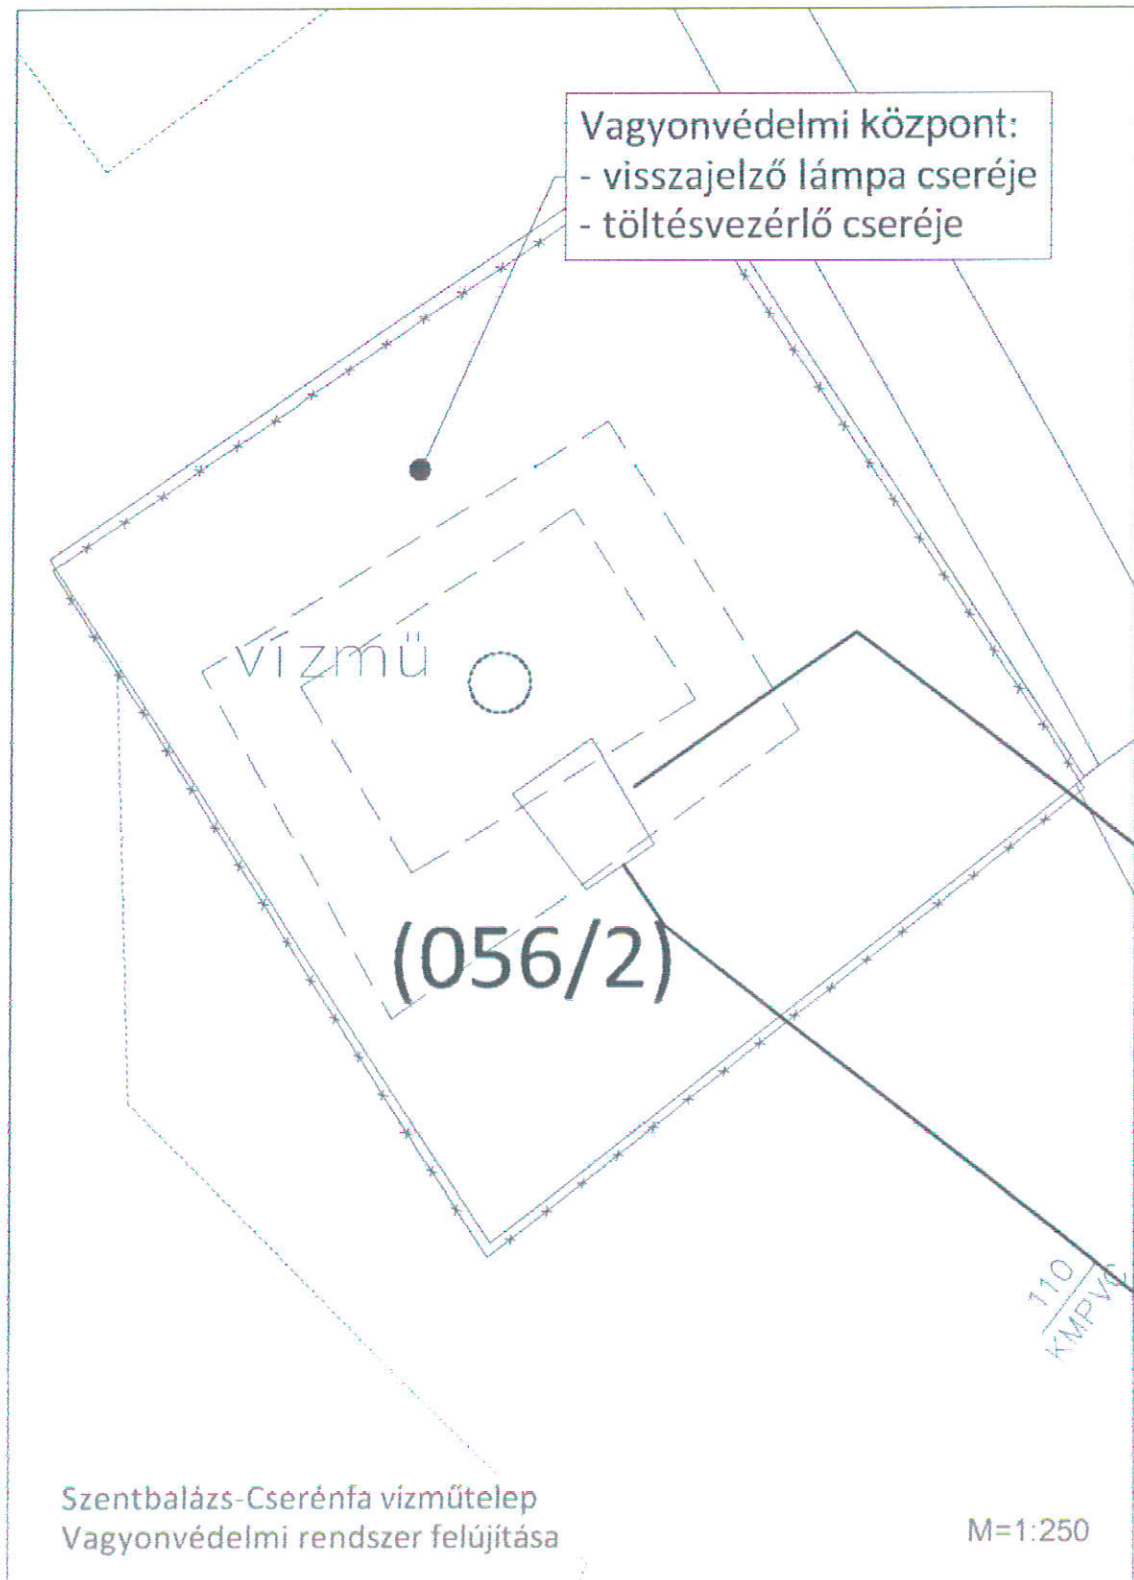 Vagyonvédelmi központ:
- visszajelző lámpa cseréje
- töltésvezérlő cseréje
vízmű
(056/2)
110
KMPVC
Szentbalázs-Cserénfa vízműtelep
Vagyonvédelmi rendszer felújítása
M=1:250